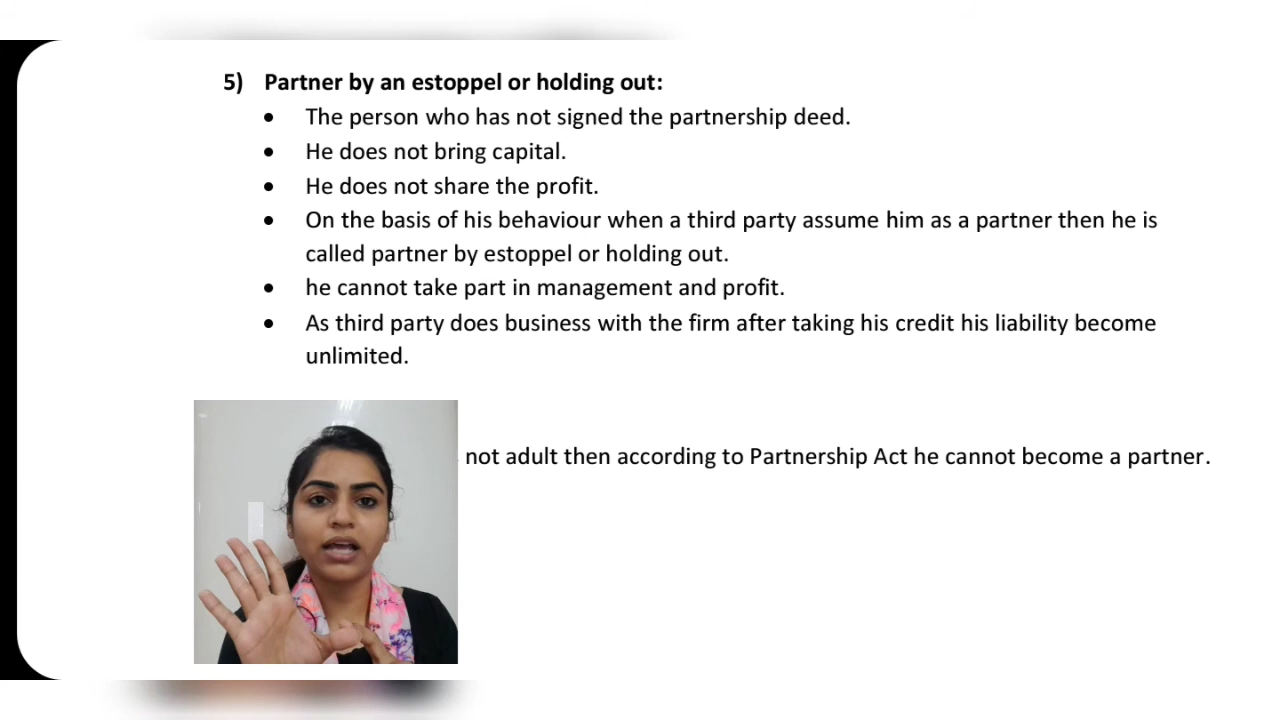 5) Partner by an estoppel or holding out:
• The person who has not signed the partnership deed.
• He does not bring capital.
• He does not share the profit.
• On the basis of his behaviour when a third party assume him as a partner then he is
called partner by estoppel or holding out.
• he cannot take part in management and profit.
• As third party does business with the firm after taking his credit his liability become
unlimited.
not adult then according to Partnership Act he cannot become a partner.